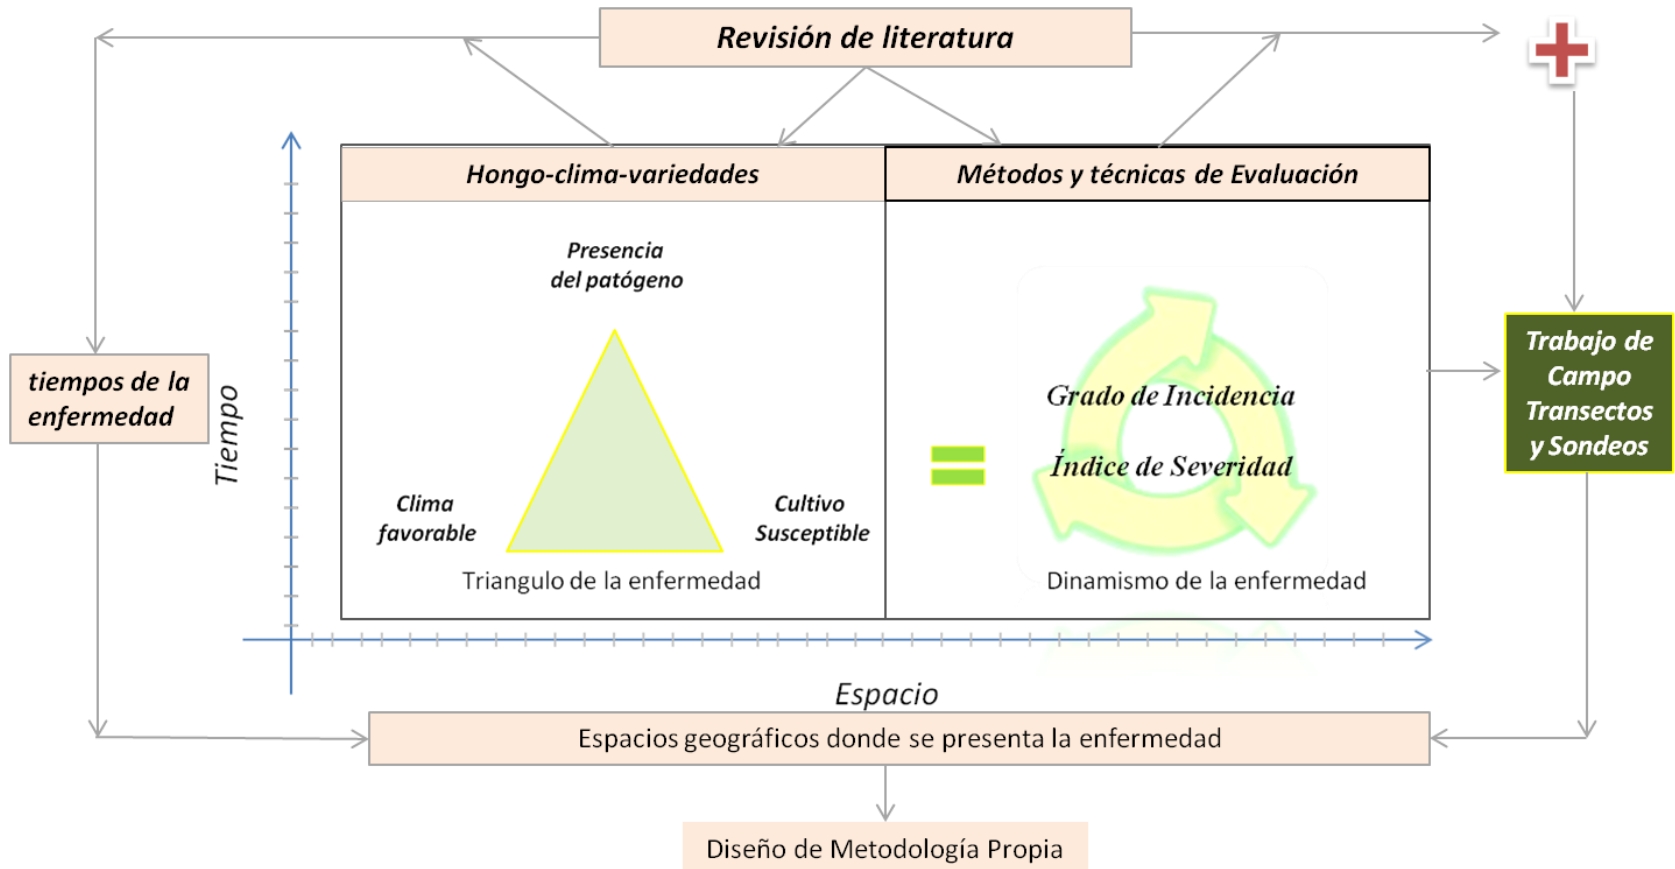 Revisión de literatura
Hongo-clima-variedades
Métodos y técnicas de Evaluación
Presencia
del patógeno
Clima
favorable
Cultivo
Susceptible
Triangulo de la enfermedad
Grado de Incidencia
Índice de Severidad
Dinamismo de la enfermedad
tiempos de la
enfermedad
Tiempo
Trabajo de
Campo
Transectos
y Sondeos
Espacio
Espacios geográficos donde se presenta la enfermedad
Diseño de Metodología Propia